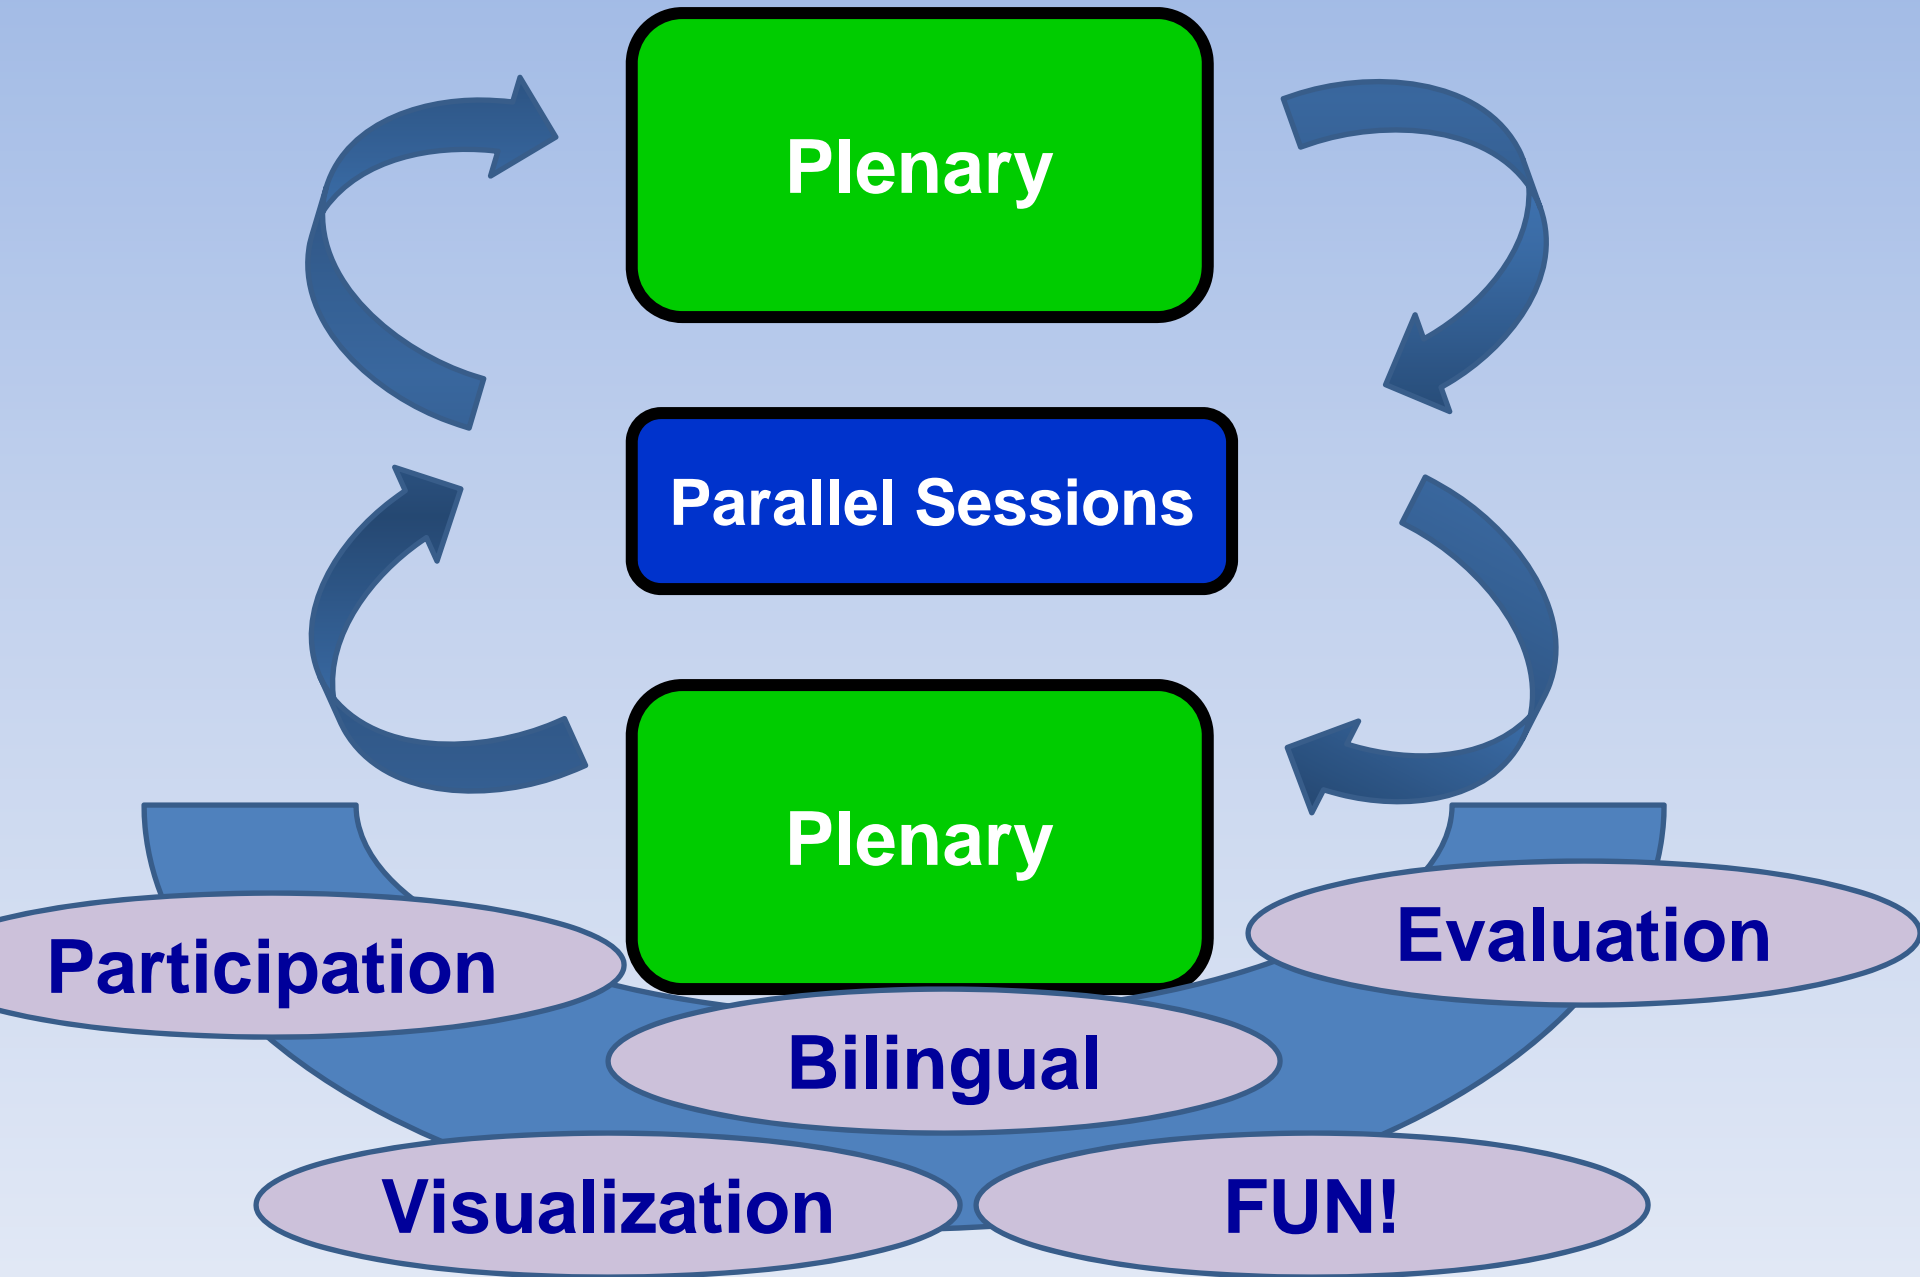 Plenary
Parallel Sessions
Plenary
Evaluation
Participation
Bilingual
Visualization
FUN!